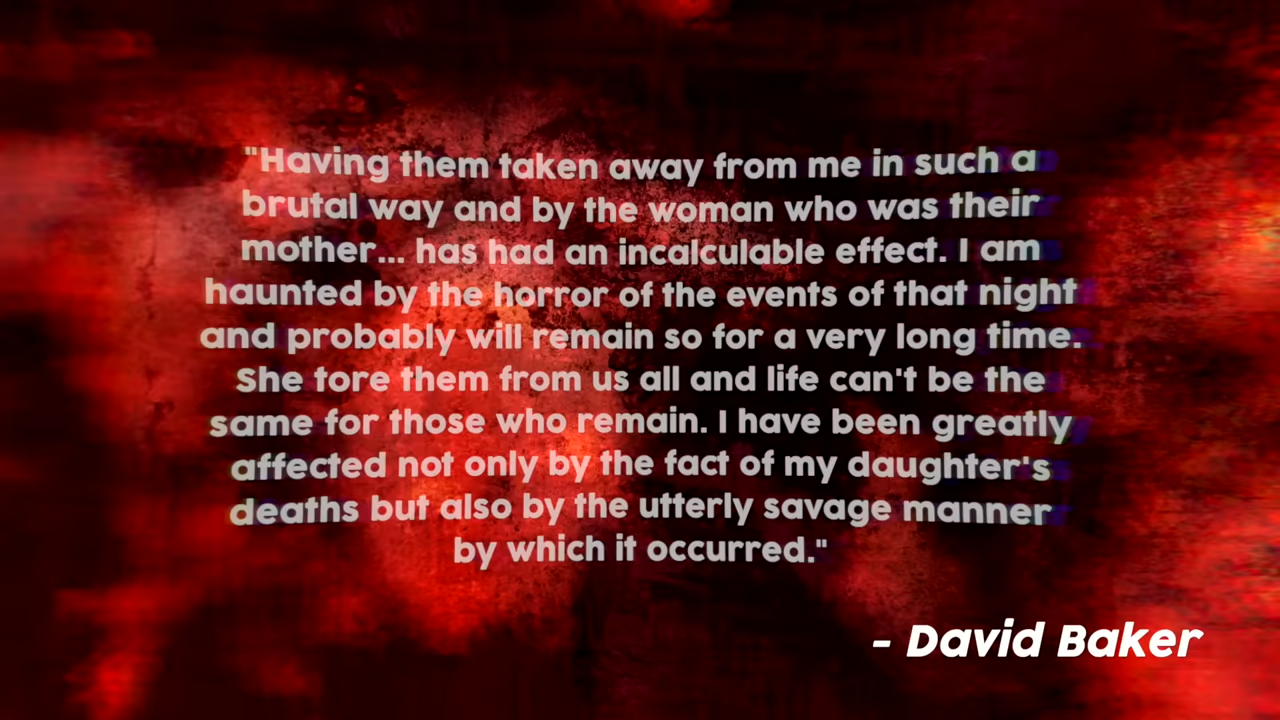 "Having them taken away from me in such a
brutal way and by the woman who was their
mother... has had an incalculable effect. I am
haunted by the horror of the events of that night
and probably will remain so for a very long time.
She tore them from us all and life can't be the
same for those who remain. I have been greatly
affected not only by the fact of my daughter's
deaths but also by the utterly savage manner
by which it occurred."
- David Baker